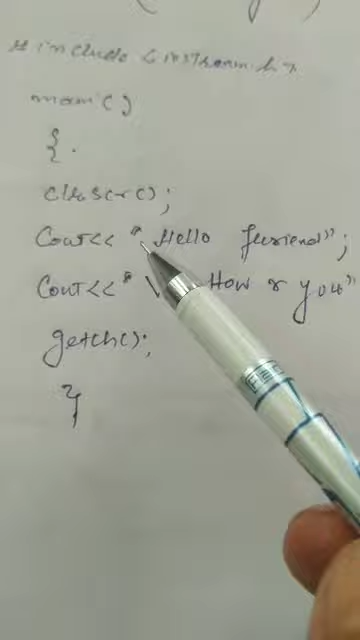 #include <iostream.h>
main()
{
clrscr();
Cout<< " Hello friend";
Cout<<" \ How r you"
getch();
}